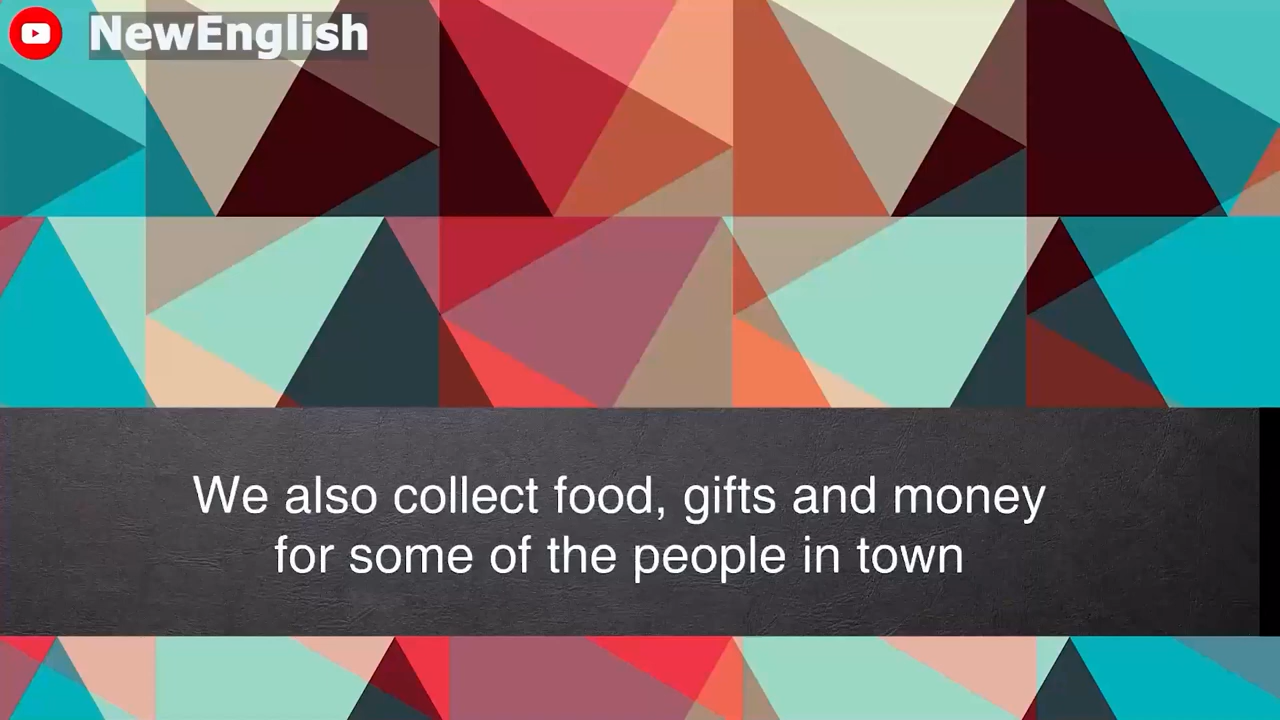 NewEnglish
We also collect food, gifts and money
for some of the people in town